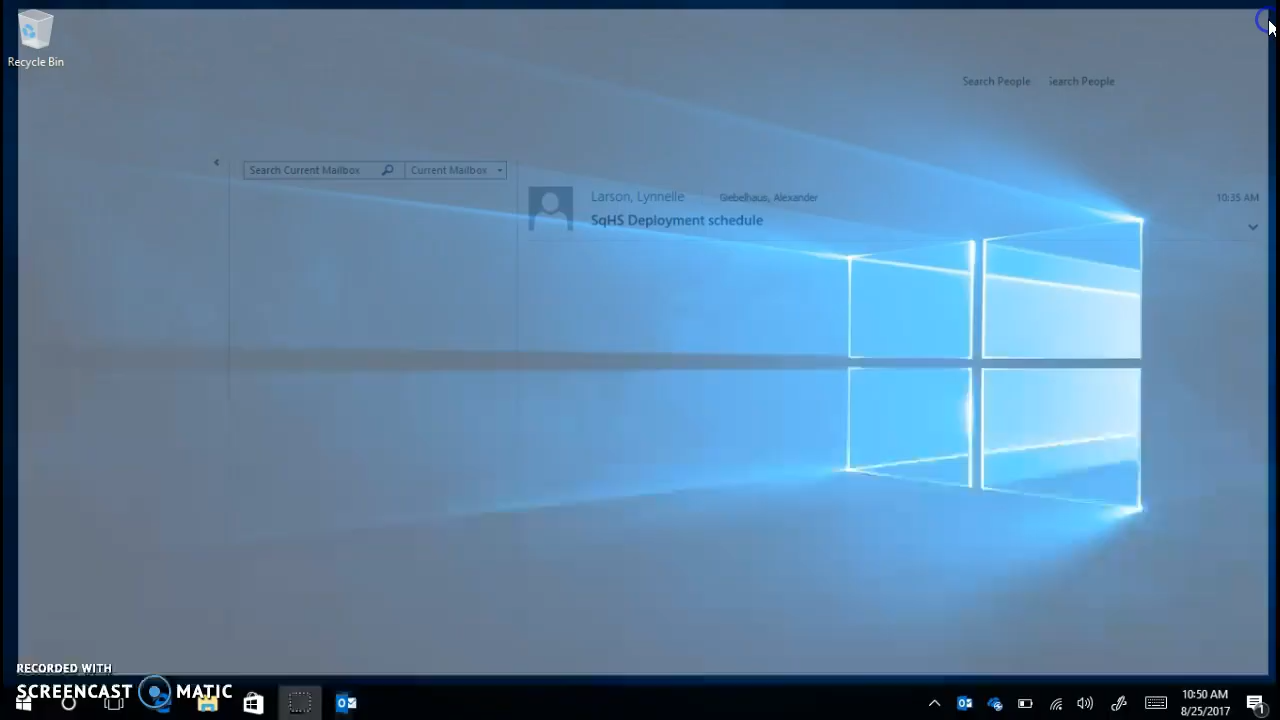 Recycle Bin
Search People
Search People
Search Current Mailbox
Current Mailbox
Larson, Lynnelle
Giebelhaus, Alexander
10:35 AM
SqHS Deployment schedule
RECORDED WITH
SCREENCAST MATIC
10:50 AM
8/25/2017
1